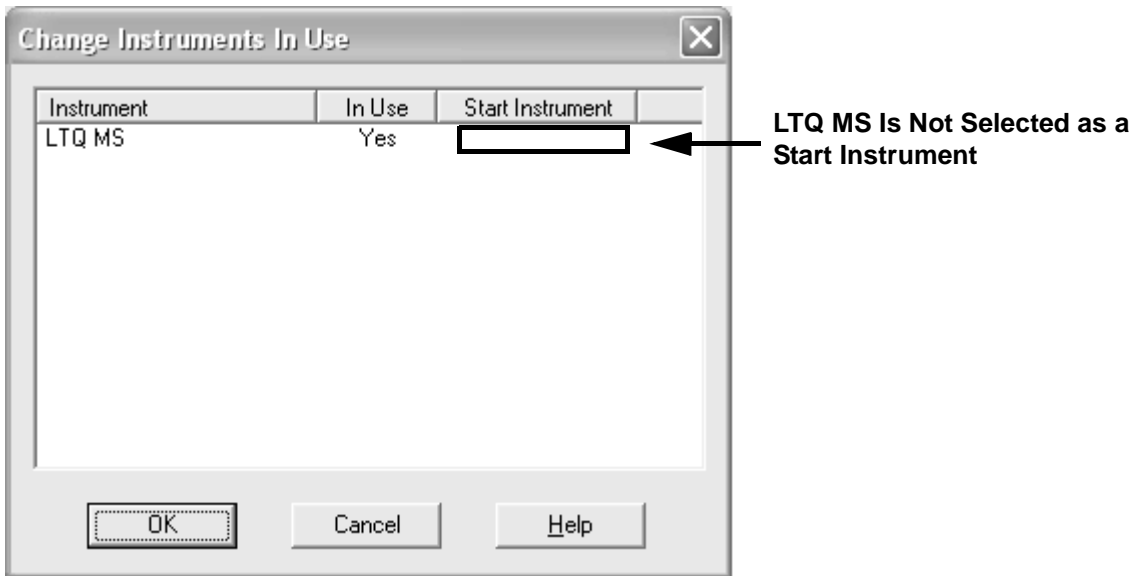 Change Instruments In Use
Instrument In Use Start Instrument
LTQ MS Yes
LTQ MS Is Not Selected as a
Start Instrument
OK Cancel Help